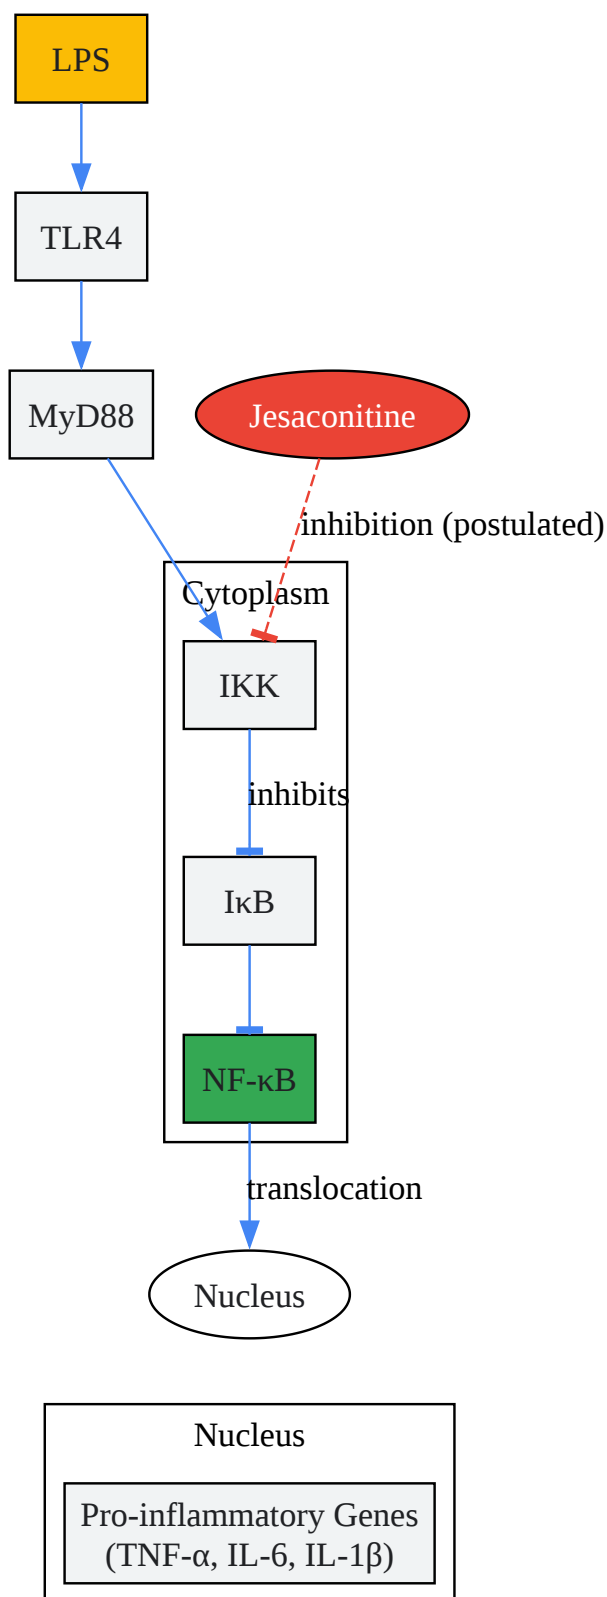 LPS
TLR4
MyD88
Jesaconitine
inhibition (postulated)
Cytoplasm
IKK
inhibits
IκB
NF-κB
translocation
Nucleus
Nucleus
Pro-inflammatory Genes
(TNF-α, IL-6, IL-1β)